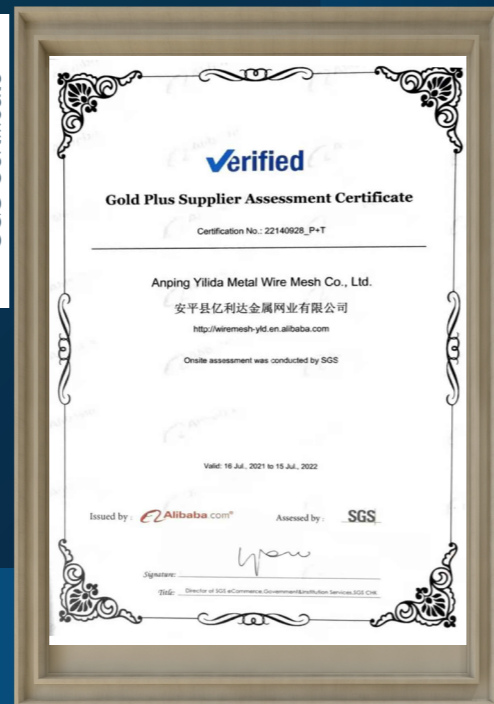 Verified
Gold Plus Supplier Assessment Certificate
Certification No.: 22140928_P+T
Anping Yilida Metal Wire Mesh Co., Ltd.
安平县亿利达金属网业有限公司
http://wiremesh-yld.en.alibaba.com
Onsite assessment was conducted by SGS
Valid: 16 Jul., 2021 to 15 Jul., 2022
Issued by : Alibaba.com® Assessed by : SGS
Signature:
Title: Director of SGS eCommerce,Government&Institution Services,SGS CHK